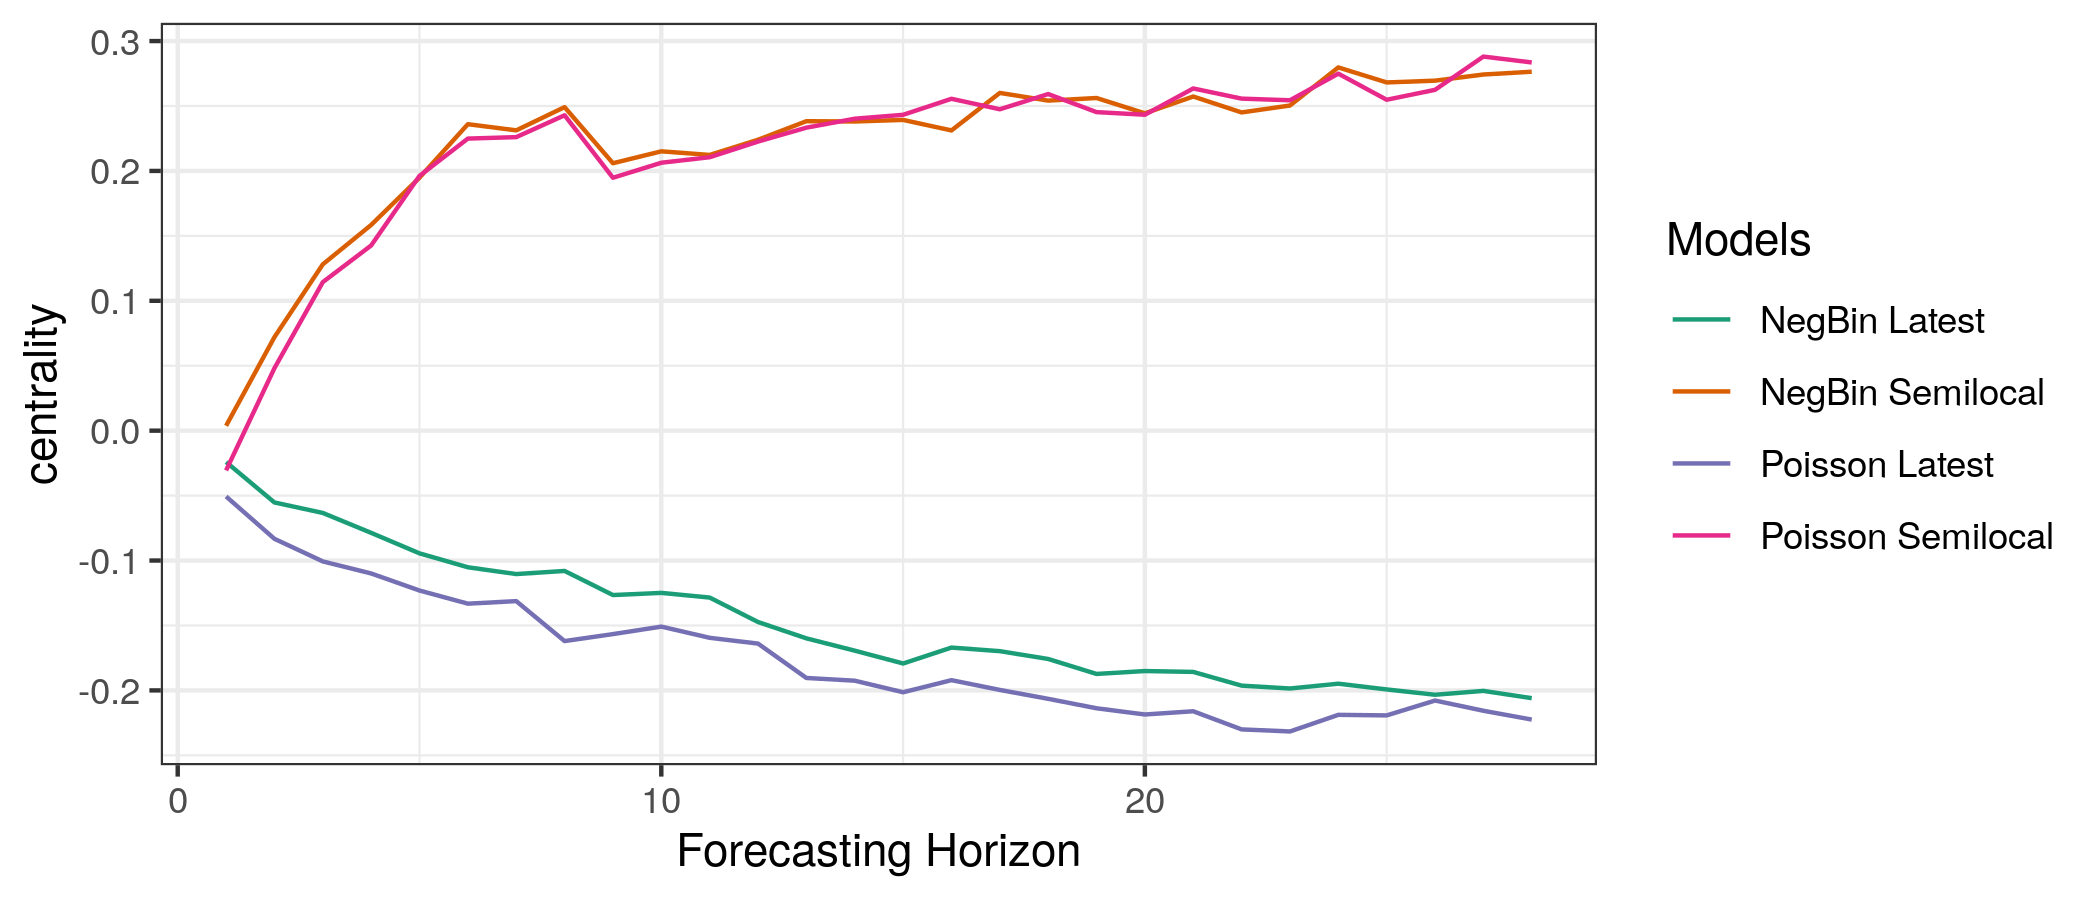 0.3
0.2
0.1
0.0
-0.1
-0.2
centrality
0
10
20
Forecasting Horizon
Models
NegBin Latest
NegBin Semilocal
Poisson Latest
Poisson Semilocal